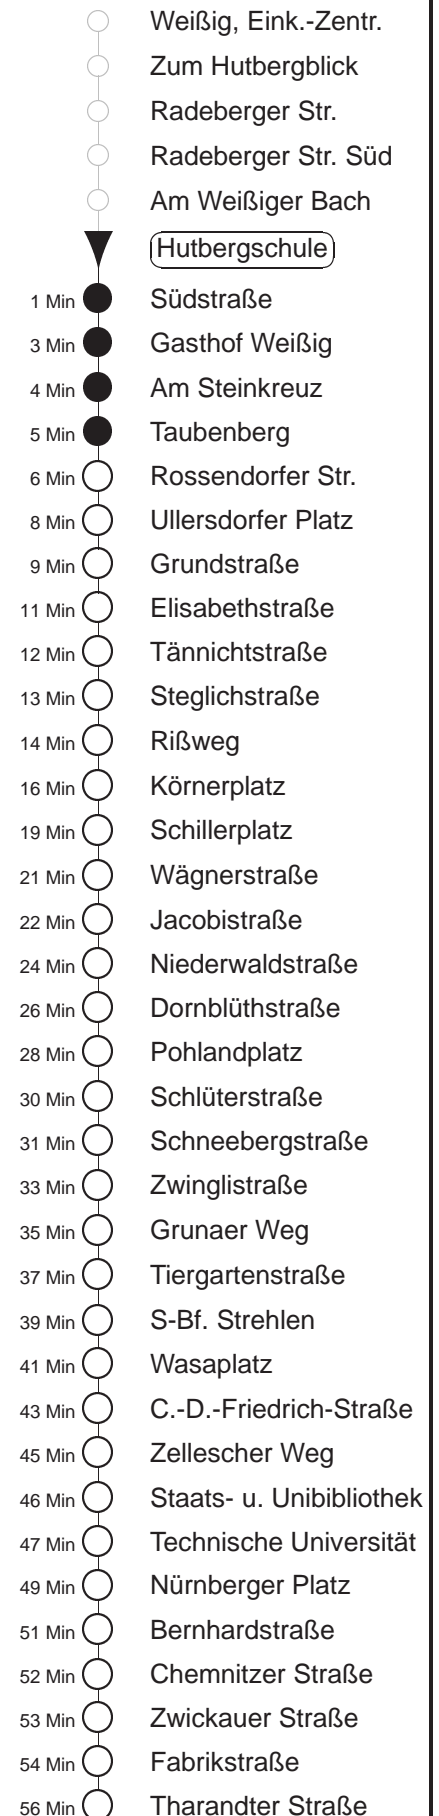 Weißig, Eink.-Zentr.
Zum Hutbergblick
Radeberger Str.
Radeberger Str. Süd
Am Weißiger Bach
Hutbergschule
1 Min Südstraße
3 Min Gasthof Weißig
4 Min Am Steinkreuz
5 Min Taubenberg
6 Min Rossendorfer Str.
8 Min Ullersdorfer Platz
9 Min Grundstraße
11 Min Elisabethstraße
12 Min Tännichtstraße
13 Min Steglichstraße
14 Min Rißweg
16 Min Körnerplatz
19 Min Schillerplatz
21 Min Wägnerstraße
22 Min Jacobistraße
24 Min Niederwaldstraße
26 Min Dornblüthstraße
28 Min Pohlandplatz
30 Min Schlüterstraße
31 Min Schneebergstraße
33 Min Zwinglistraße
35 Min Grunaer Weg
37 Min Tiergartenstraße
39 Min S-Bf. Strehlen
41 Min Wasaplatz
43 Min C.-D.-Friedrich-Straße
45 Min Zellescher Weg
46 Min Staats- u. Unibibliothek
47 Min Technische Universität
49 Min Nürnberger Platz
51 Min Bernhardstraße
52 Min Chemnitzer Straße
53 Min Zwickauer Straße
54 Min Fabrikstraße
56 Min Tharandter Straße